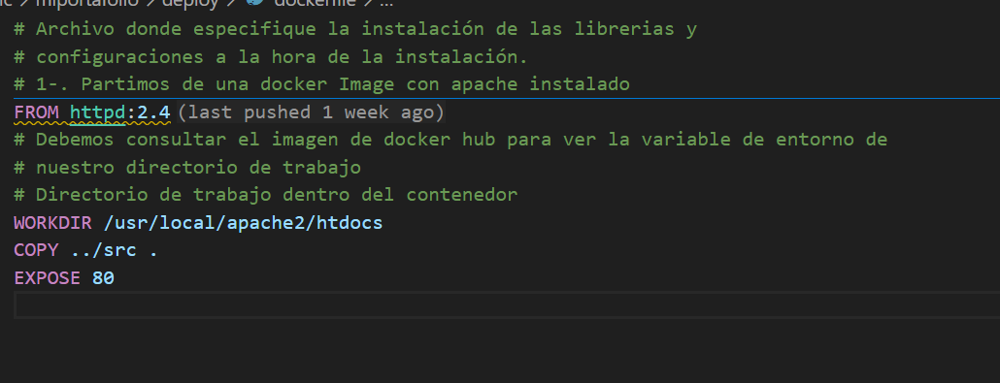 miportafolio > deploy > dockerfile > ...
# Archivo donde especifique la instalación de las librerias y
# configuraciones a la hora de la instalación.
# 1-. Partimos de una docker Image con apache instalado
FROM httpd:2.4 (last pushed 1 week ago)
# Debemos consultar el imagen de docker hub para ver la variable de entorno de
# nuestro directorio de trabajo
# Directorio de trabajo dentro del contenedor
WORKDIR /usr/local/apache2/htdocs
COPY ../src .
EXPOSE 80